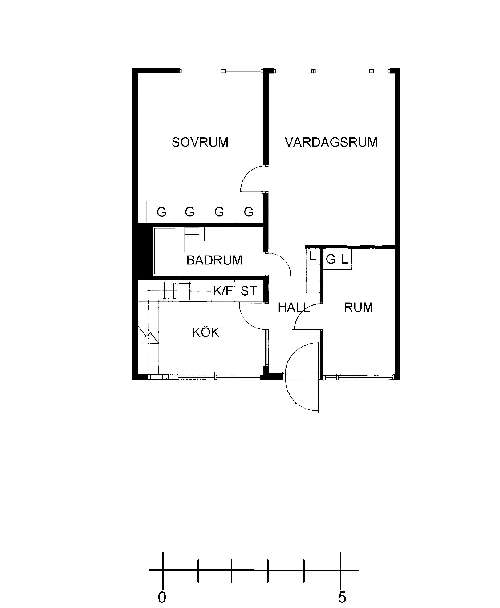 SOVRUM
VARDAGSRUM
G G G G
BADRUM
L
G L
K/F ST
HALL
RUM
KÖK
0 5